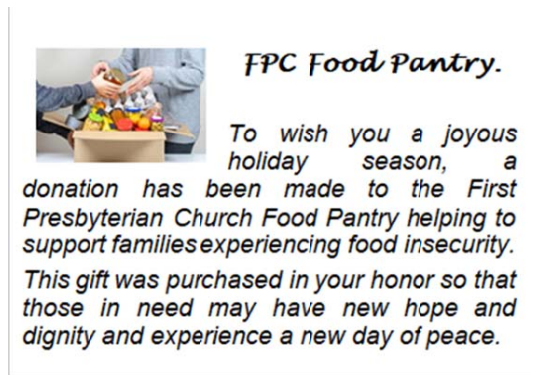 FPC Food Pantry.
To wish you a joyous
holiday season, a
donation has been made to the First
Presbyterian Church Food Pantry helping to
support families experiencing food insecurity.
This gift was purchased in your honor so that
those in need may have new hope and
dignity and experience a new day of peace.